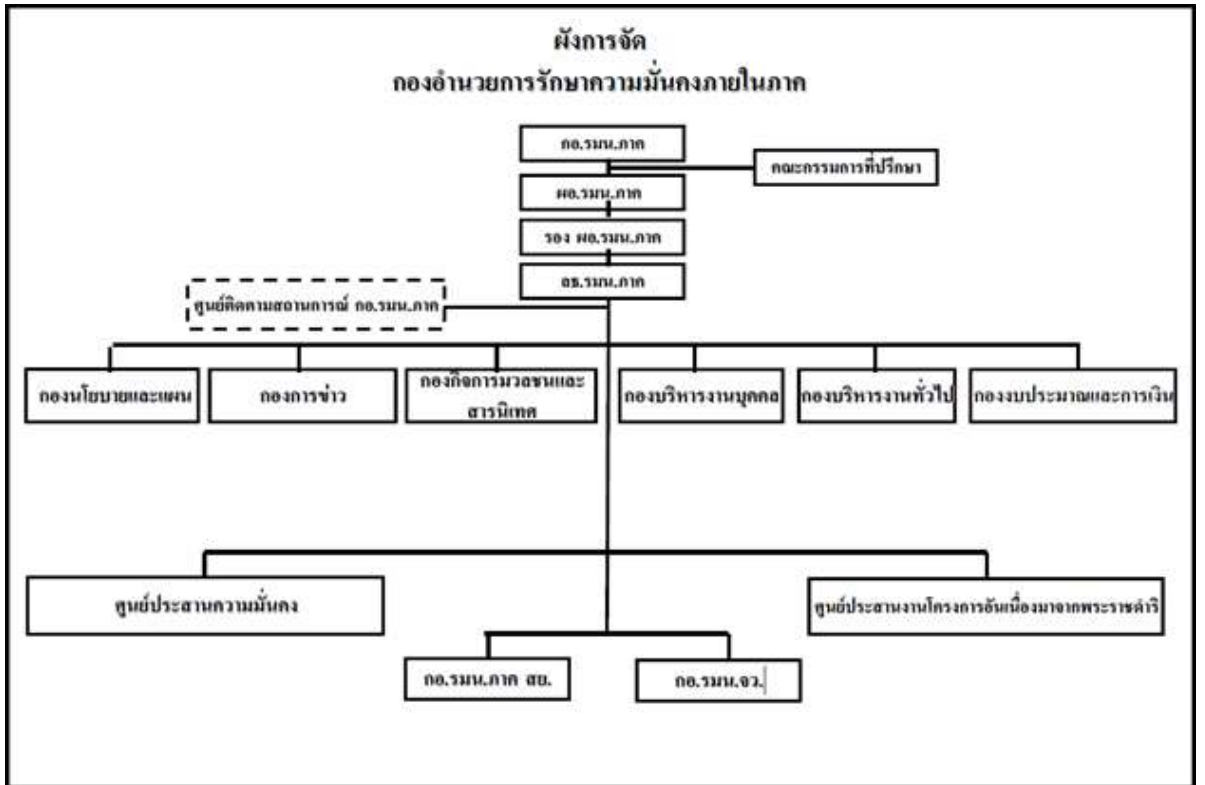 ผังการจัด
กองอำนวยการรักษาความมั่นคงภายในภาค
กอ.รมน.ภาค
คณะกรรมการที่ปรึกษา
ผอ.รมน.ภาค
รอง ผอ.รมน.ภาค
ลธ.รมน.ภาค
ศูนย์ติดตามสถานการณ์ กอ.รมน.ภาค
กองนโยบายและแผน
กองการข่าว
กองกิจการมวลชนและ
สารนิเทศ
กองบริหารงานบุคคล
กองบริหารงานทั่วไป
กองงบประมาณและการเงิน
ศูนย์ประสานความมั่นคง
ศูนย์ประสานงานโครงการอันเนื่องมาจากพระราชดำริ
กอ.รมน.ภาค สย.
กอ.รมน.จว.